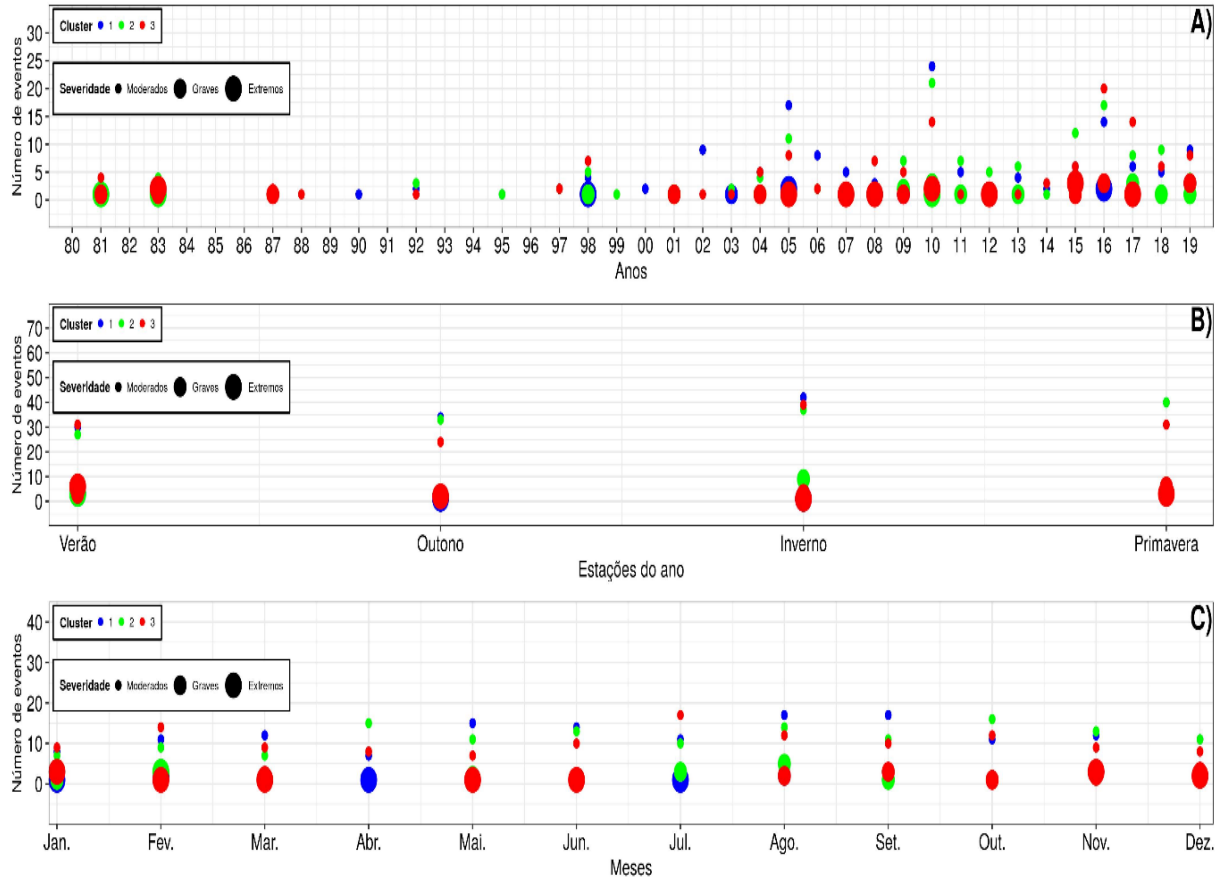 A)
Cluster 1 2 3
Severidade Moderados Graves Extremos
Número de eventos
30
25
20
15
10
5
0
80 81 82 83 84 85 86 87 88 89 90 91 92 93 94 95 96 97 98 99 00 01 02 03 04 05 06 07 08 09 10 11 12 13 14 15 16 17 18 19
Anos
B)
Cluster 1 2 3
Severidade Moderados Graves Extremos
Número de eventos
70
60
50
40
30
20
10
0
Verão Outono Inverno Primavera
Estações do ano
C)
Cluster 1 2 3
Severidade Moderados Graves Extremos
Número de eventos
40
30
20
10
0
Jan. Fev. Mar. Abr. Mai. Jun. Jul. Ago. Set. Out. Nov. Dez.
Meses